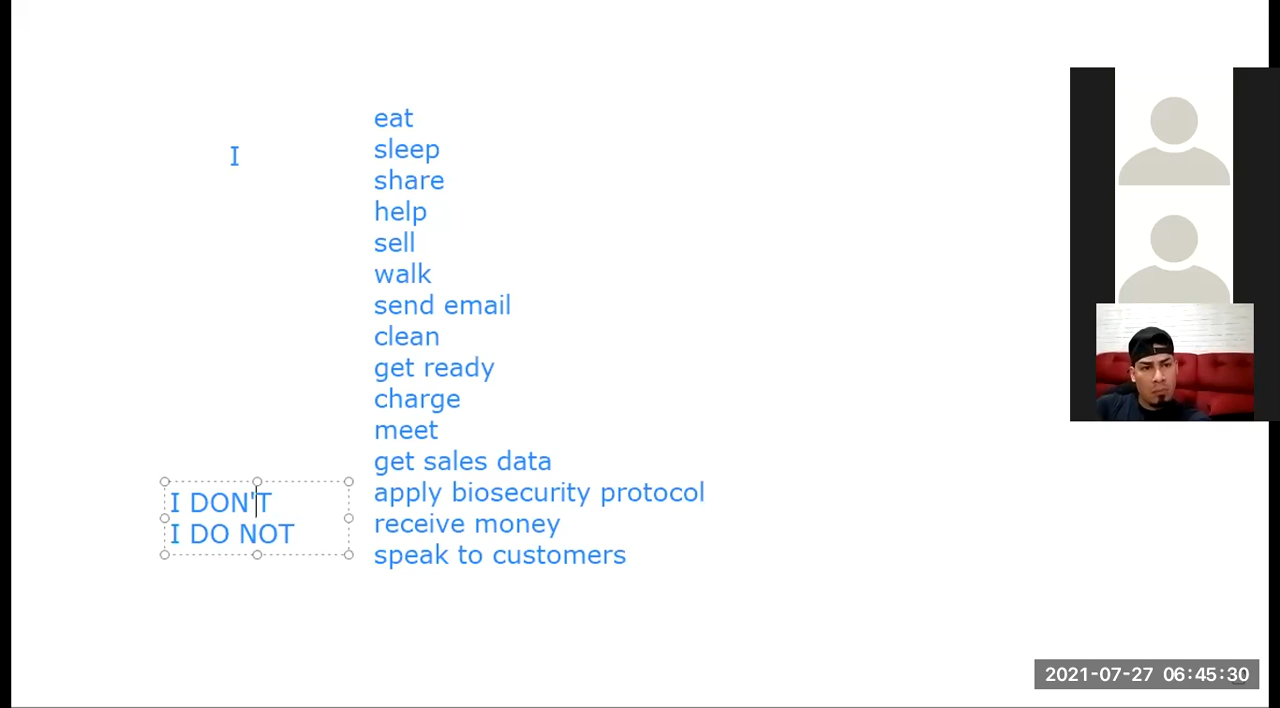 I
eat
sleep
share
help
sell
walk
send email
clean
get ready
charge
meet
get sales data
apply biosecurity protocol
receive money
speak to customers
I DON'T
I DO NOT
2021-07-27 06:45:30